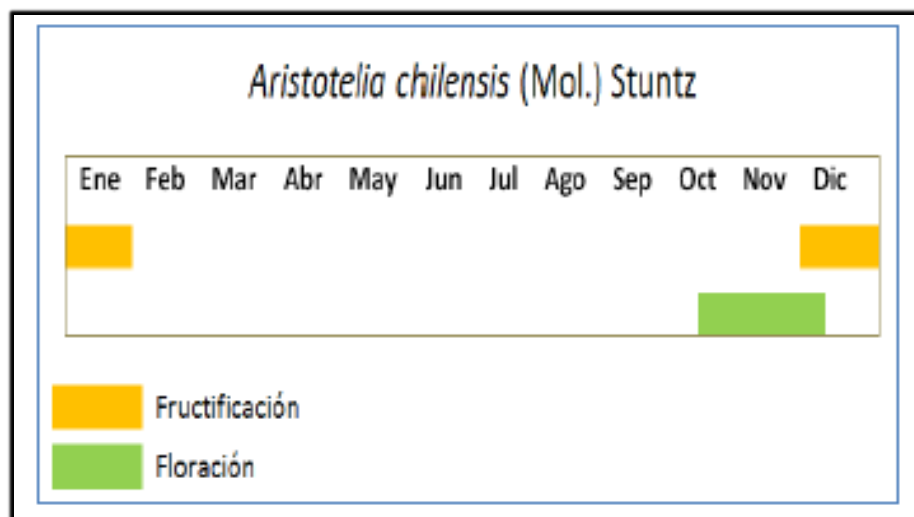 Aristotelia chilensis (Mol.) Stuntz
Ene Feb Mar Abr May Jun Jul Ago Sep Oct Nov Dic
Fructificación
Floración